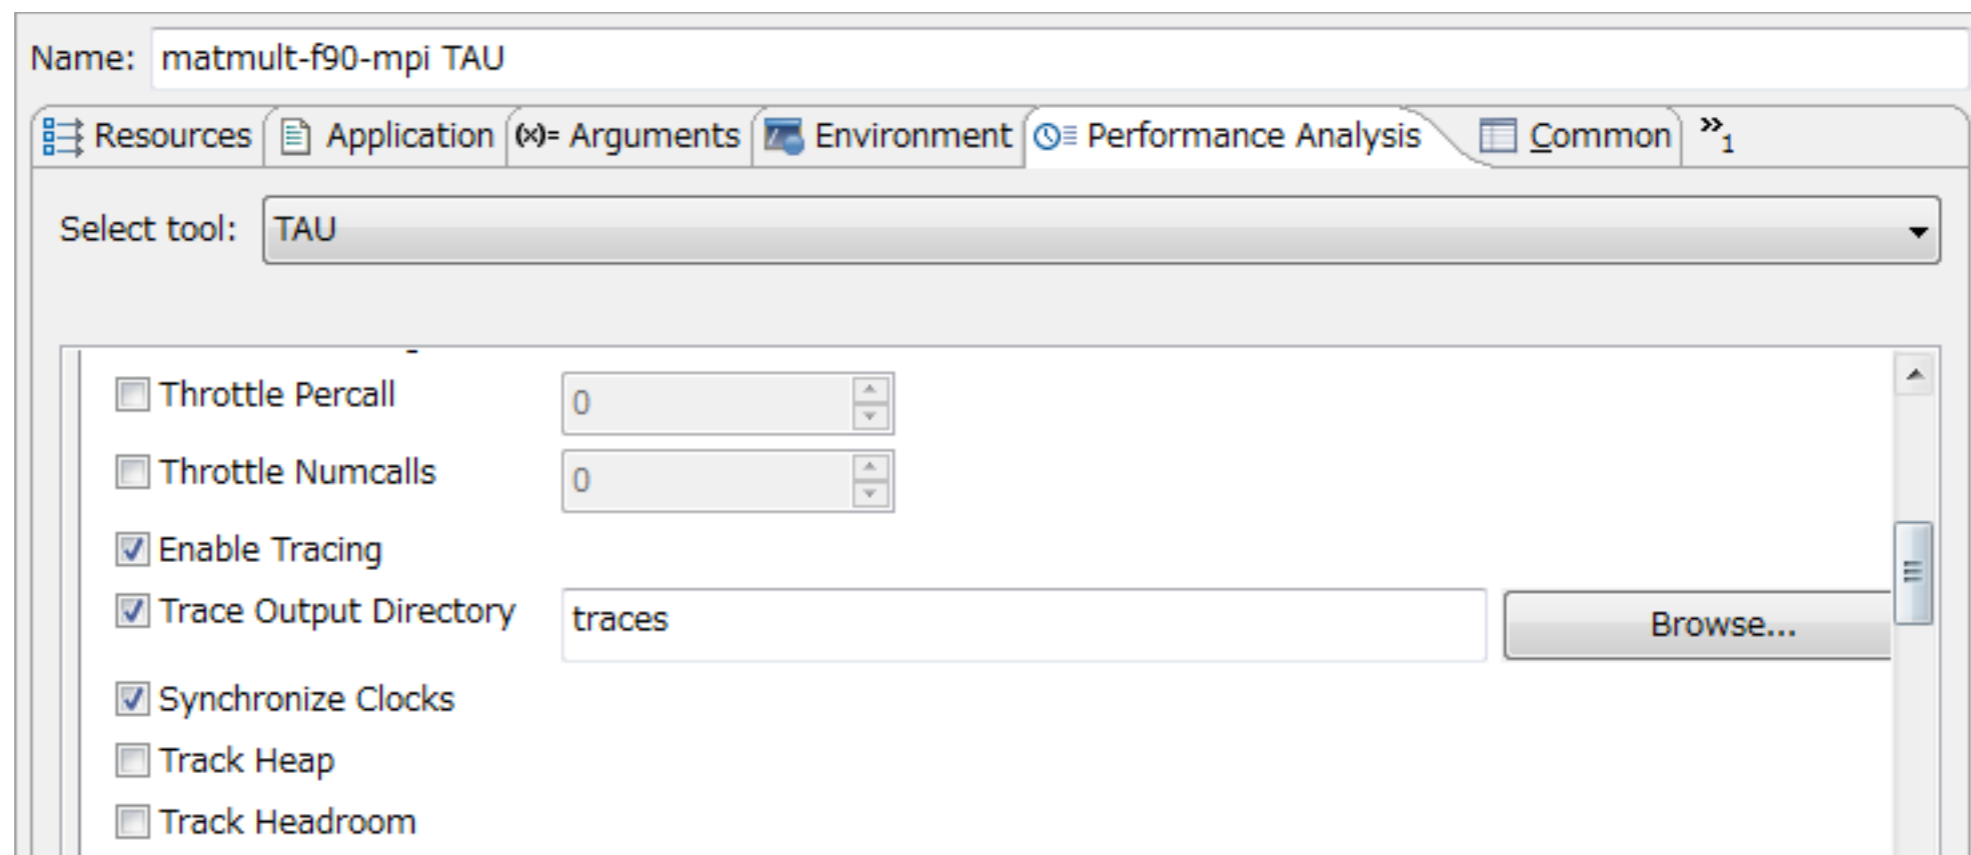 Name: matmult-f90-mpi TAU
Resources Application (x)= Arguments Environment Performance Analysis Common »1
Select tool: TAU
Throttle Percall 0
Throttle Numcalls 0
Enable Tracing
Trace Output Directory traces Browse...
Synchronize Clocks
Track Heap
Track Headroom